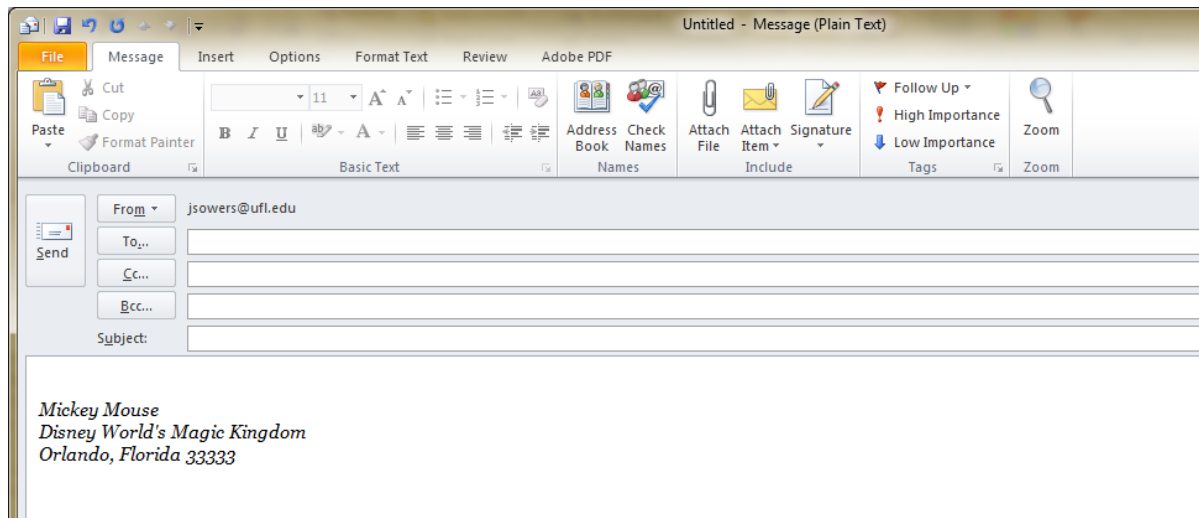 Untitled - Message (Plain Text)
File Message Insert Options Format Text Review Adobe PDF
Paste
Cut
Copy
Format Painter
Clipboard
11
B I U
Basic Text
Address Book
Check Names
Names
Attach File
Attach Item
Signature
Include
Follow Up
High Importance
Low Importance
Tags
Zoom
Zoom
Send
From jsowers@ufl.edu
To...
Cc...
Bcc...
Subject:
Mickey Mouse
Disney World's Magic Kingdom
Orlando, Florida 33333